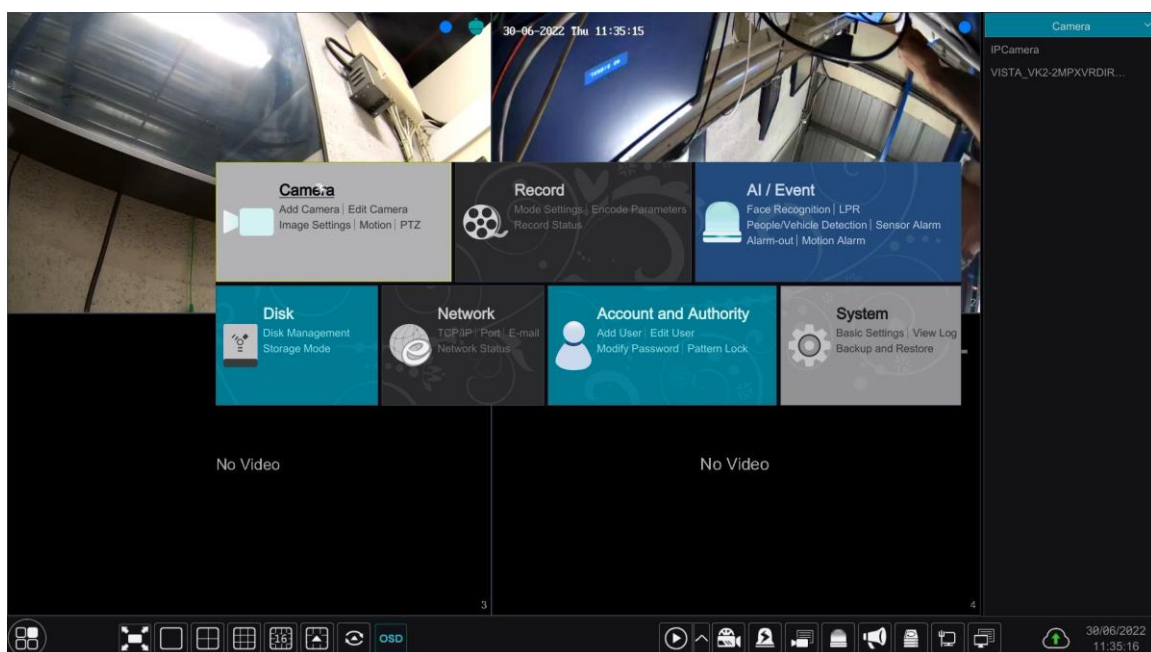 30-06-2022 Thu 11:35:15
Camera
IPCamera
VISTA_VK2-2MPXVRDIR...
Camera
Add Camera | Edit Camera
Image Settings | Motion | PTZ
Record
Mode Settings | Encode Parameters
Record Status
AI / Event
Face Recognition | LPR
People/Vehicle Detection | Sensor Alarm
Alarm-out | Motion Alarm
2
Disk
Disk Management
Storage Mode
Network
TCP/IP | Port | E-mail
Network Status
Account and Authority
Add User | Edit User
Modify Password | Pattern Lock
System
Basic Settings | View Log
Backup and Restore
No Video
No Video
3
4
16
OSD
30/06/2022
11:35:16